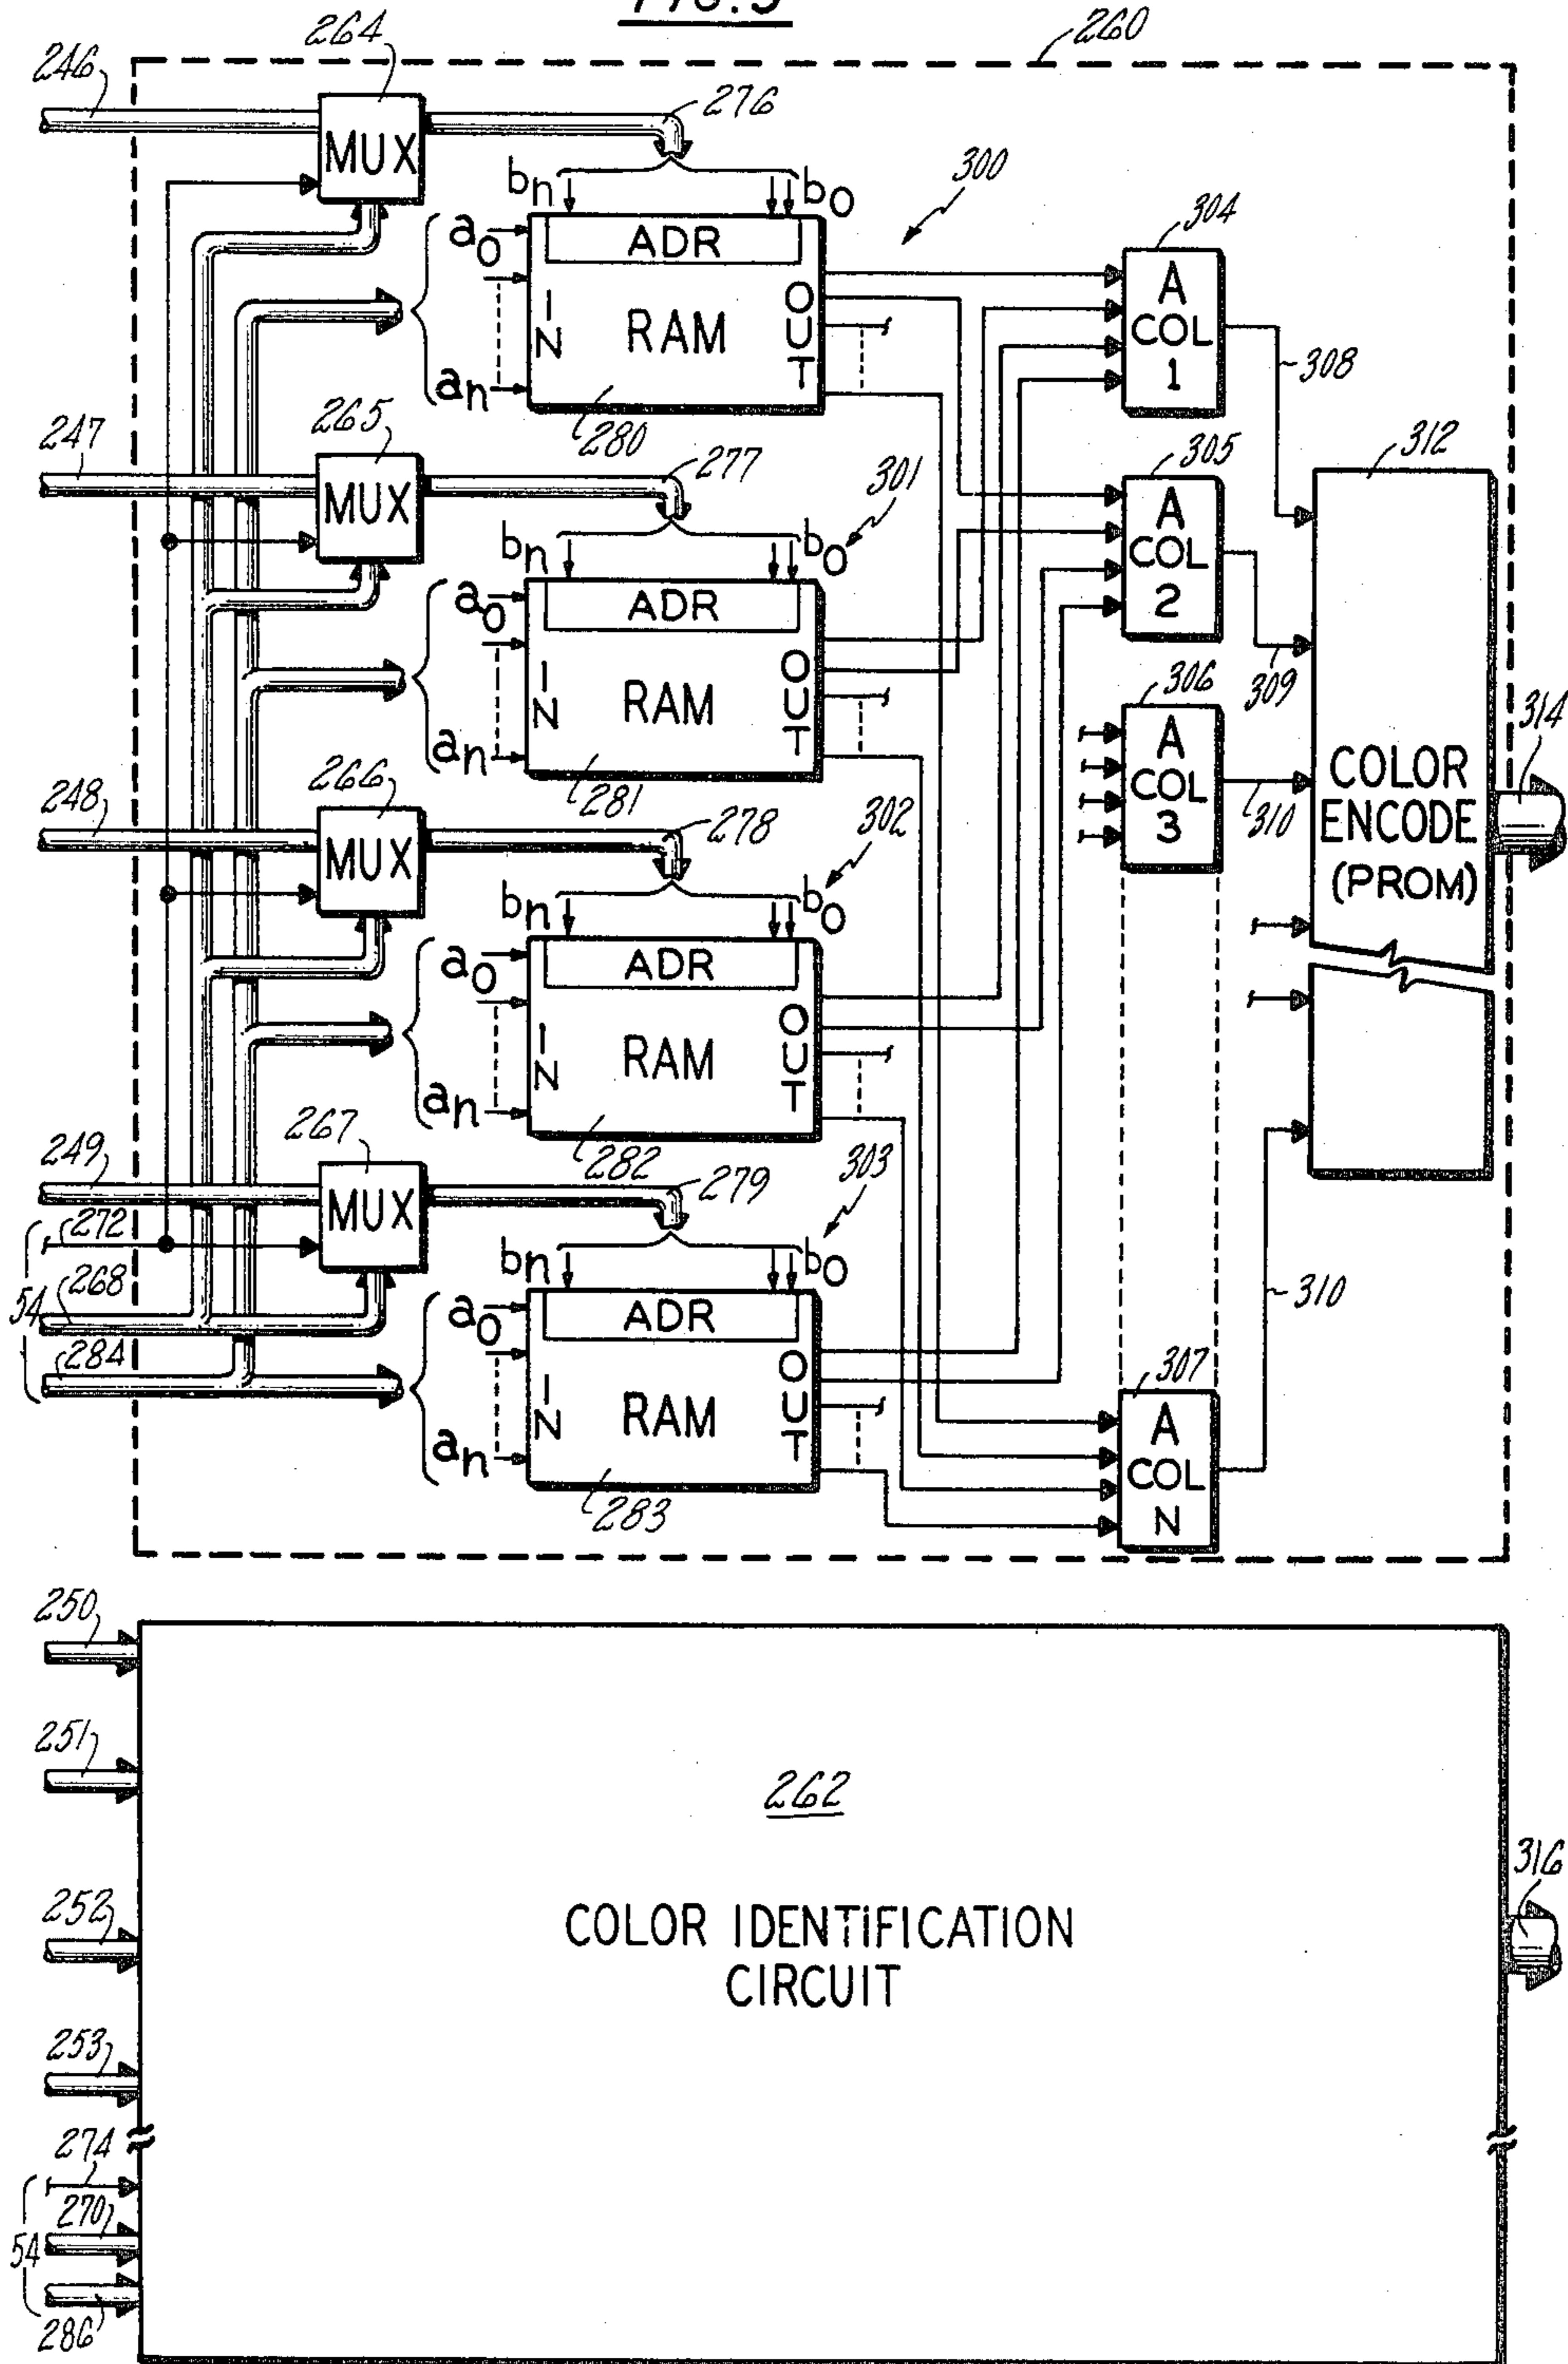 FIG. 5
264
260
246
276
MUX
300
bn b0
304
a0 ADR
A
COL
1
IN RAM OUT
308
an
265
280
247
277
301
305
312
MUX
bn b0
A
COL
2
a0 ADR
309
IN RAM OUT
306
314
an
A
COL
3
COLOR
ENCODE
(PROM)
266
281
248
278
302
310
MUX
bn b0
a0 ADR
IN RAM OUT
an
267
282
249
279
303
272
MUX
bn b0
54
268
a0 ADR
310
284
307
IN RAM OUT
A
COL
N
an
283
250
251
262
252
316
COLOR IDENTIFICATION
CIRCUIT
253
274
270
54
286